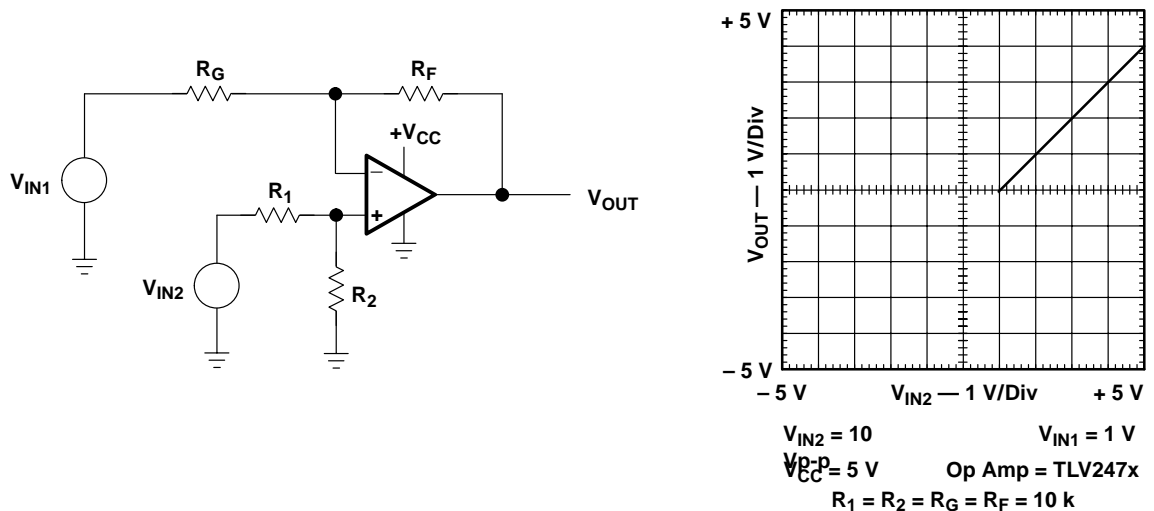 RG
RF
+VCC
VIN1
R1
–
+
VOUT
VIN2
R2
+ 5 V
VOUT — 1 V/Div
– 5 V
– 5 V
VIN2 — 1 V/Div
+ 5 V
VIN2 = 10
Vp-p
VIN1 = 1 V
VCC = 5 V
Op Amp = TLV247x
R1 = R2 = RG = RF = 10 k